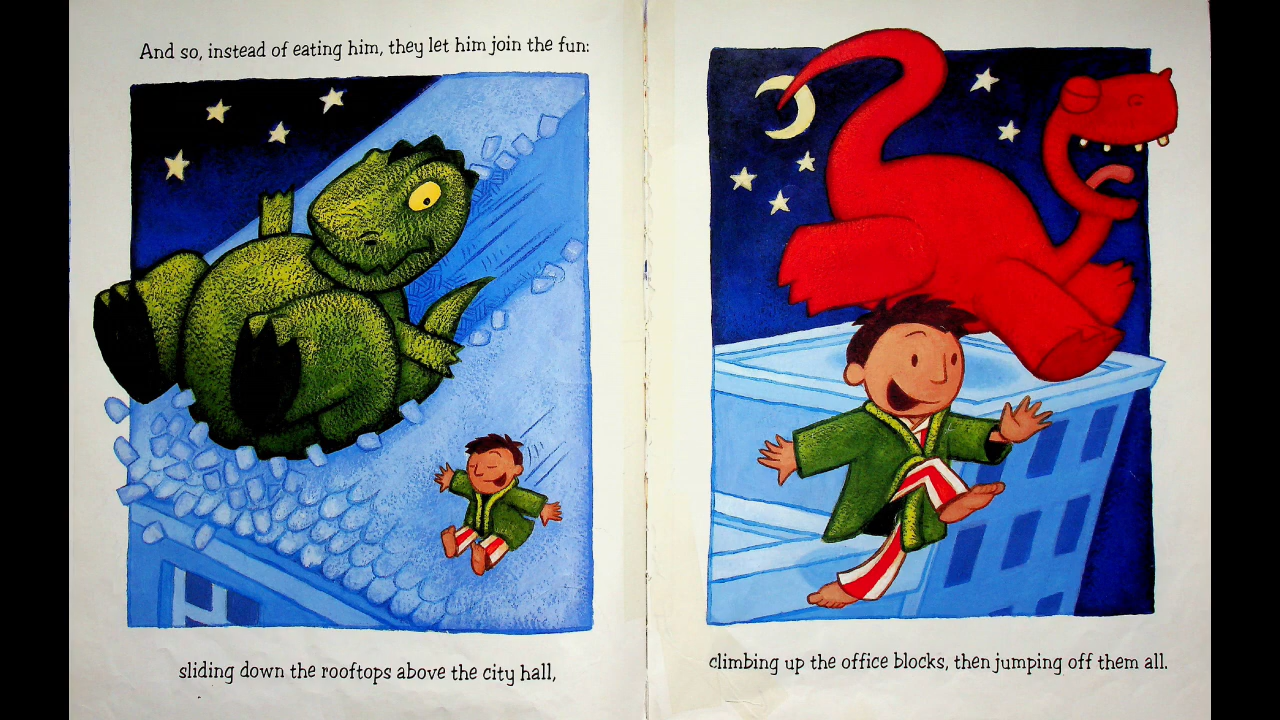 And so, instead of eating him, they let him join the fun:
sliding down the rooftops above the city hall,
climbing up the office blocks, then jumping off them all.